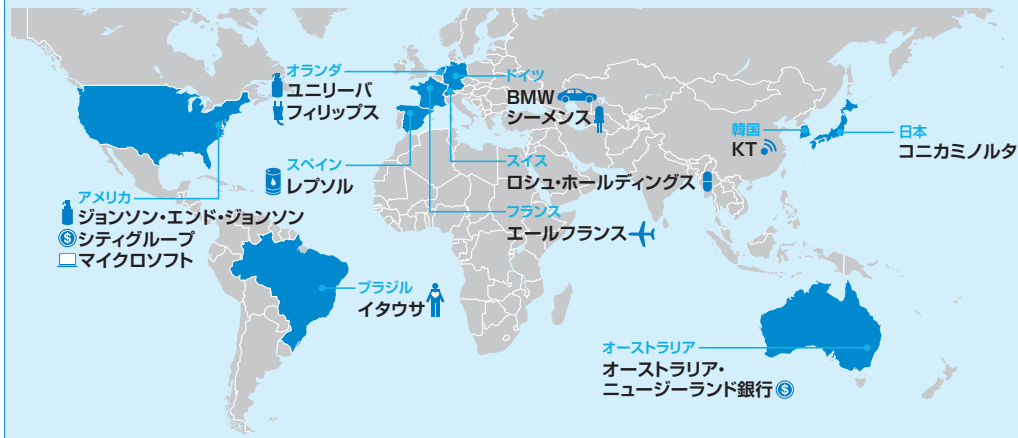 オランダ
ユニリーバ
フィリップス
ドイツ
BMW
シーメンス
韓国
KT
日本
コニカミノルタ
スペイン
レプソル
スイス
ロシュ・ホールディングス
アメリカ
ジョンソン・エンド・ジョンソン
$シティグループ
マイクロソフト
フランス
エールフランス
ブラジル
イタウサ
オーストラリア
オーストラリア・
ニュージーランド銀行$